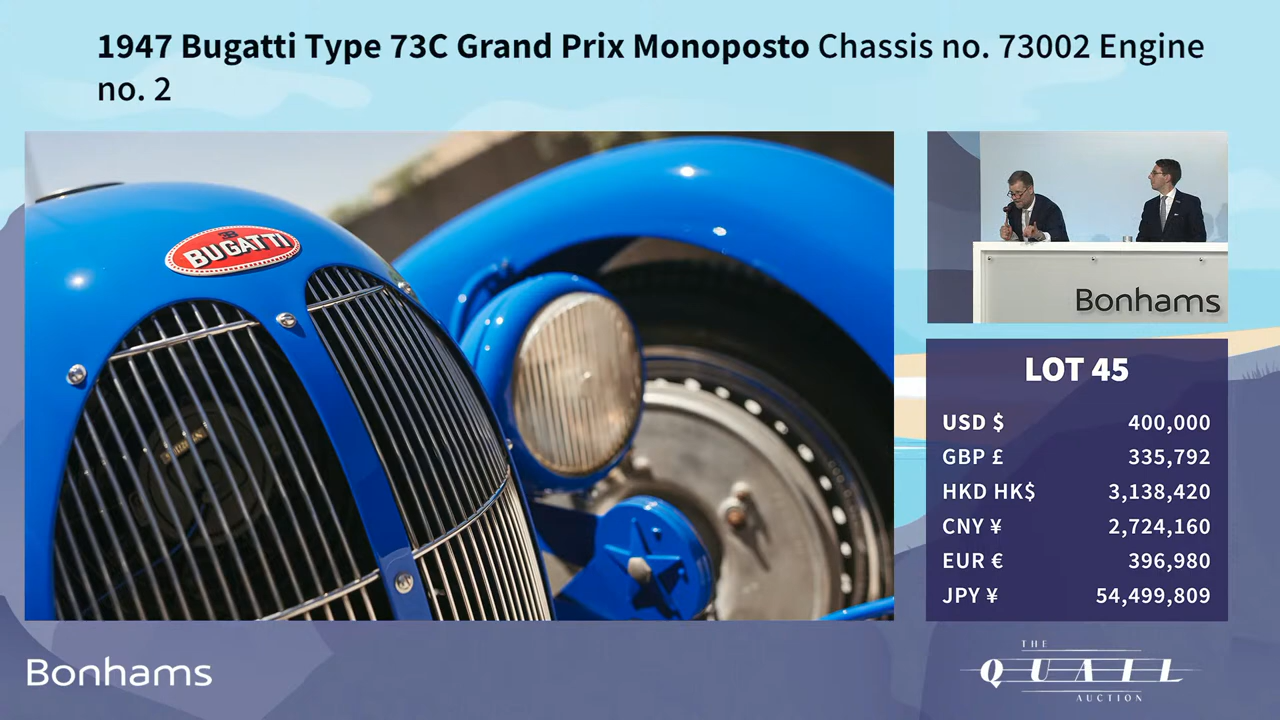 1947 Bugatti Type 73C Grand Prix Monoposto Chassis no. 73002 Engine
no. 2
BUGATTI
Bonhams
LOT 45
USD $ 400,000
GBP £ 335,792
HKD HK$ 3,138,420
CNY ¥ 2,724,160
EUR € 396,980
JPY ¥ 54,499,809
Bonhams
THE
QUAIL
AUCTION